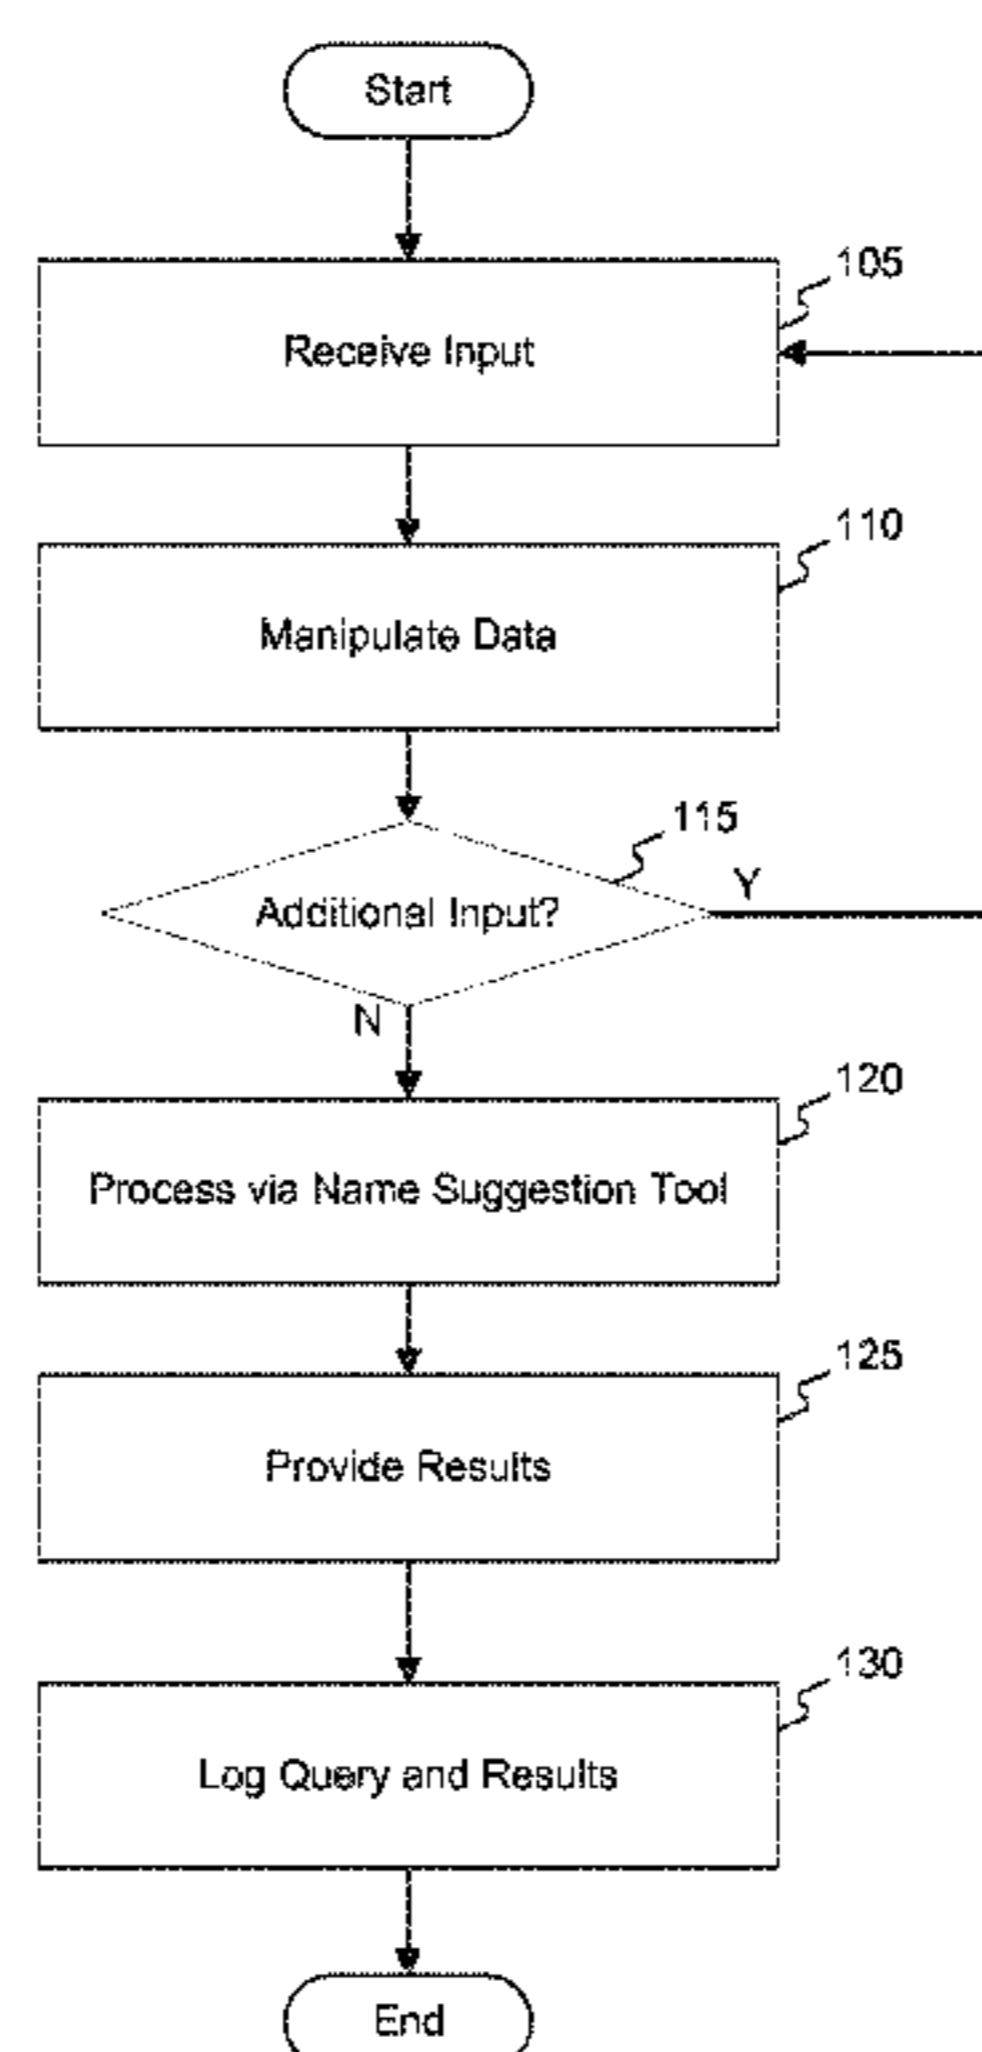 Start
105
Receive Input
110
Manipulate Data
115
Additional Input?
Y
N
120
Process via Name Suggestion Tool
125
Provide Results
130
Log Query and Results
End